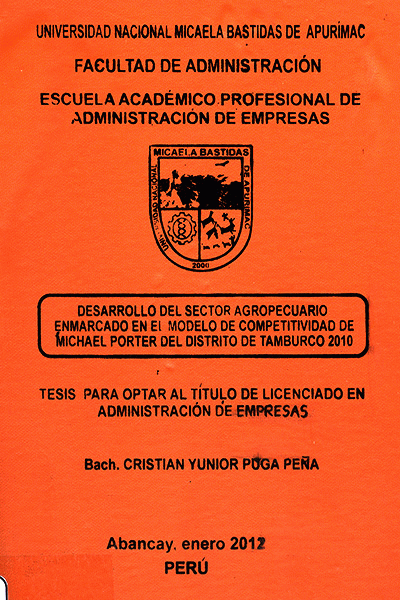 UNIVERSIDAD NACIONAL MICAELA BASTIDAS DE APURÍMAC
FACULTAD DE ADMINISTRACIÓN
ESCUELA ACADÉMICO PROFESIONAL DE
ADMINISTRACIÓN DE EMPRESAS
MICAELA BASTIDAS
UNIVERSIDAD NACIONAL
DE APURIMAC
2000
DESARROLLO DEL SECTOR AGROPECUARIO
ENMARCADO EN El MODELO DE COMPETITIVIDAD DE
MICHAEL PORTER DEL DISTRITO DE TAMBURCO 2010
TESIS PARA OPTAR AL TÍTULO DE LICENCIADO EN
ADMINISTRACIÓN DE EMPRESAS
Bach. CRISTIAN YUNIOR PUGA PEÑA
Abancay, enero 2012
PERÚ